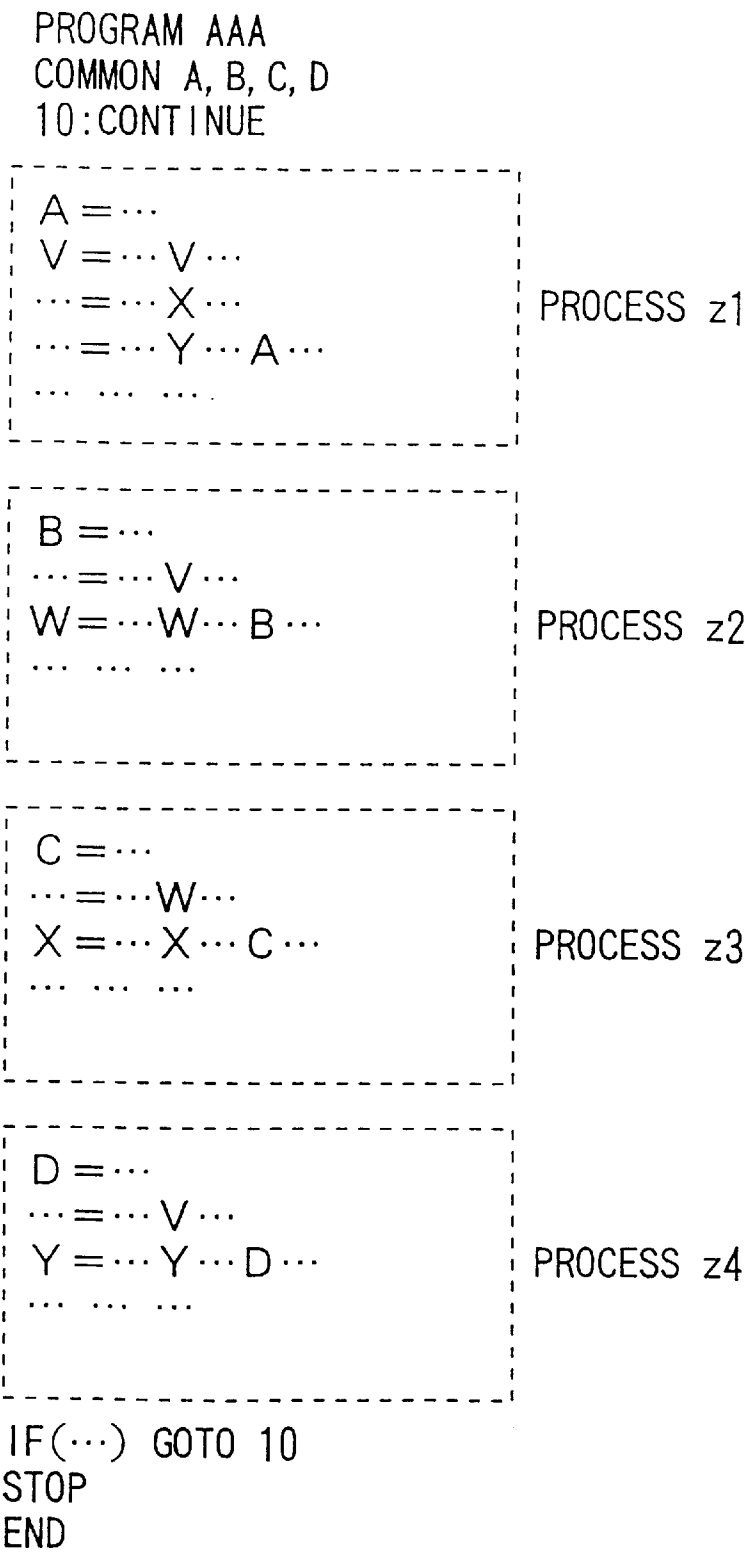 PROGRAM AAA
COMMON A, B, C, D
10:CONTINUE
A = ···
V = ··· V ···
··· = ··· X ···
··· = ··· Y ··· A ···
··· ··· ···
PROCESS z1
B = ···
··· = ··· V ···
W = ··· W ··· B ···
··· ··· ···
PROCESS z2
C = ···
··· = ··· W ···
X = ··· X ··· C ···
··· ··· ···
PROCESS z3
D = ···
··· = ··· V ···
Y = ··· Y ··· D ···
··· ··· ···
PROCESS z4
IF(···) GOTO 10
STOP
END